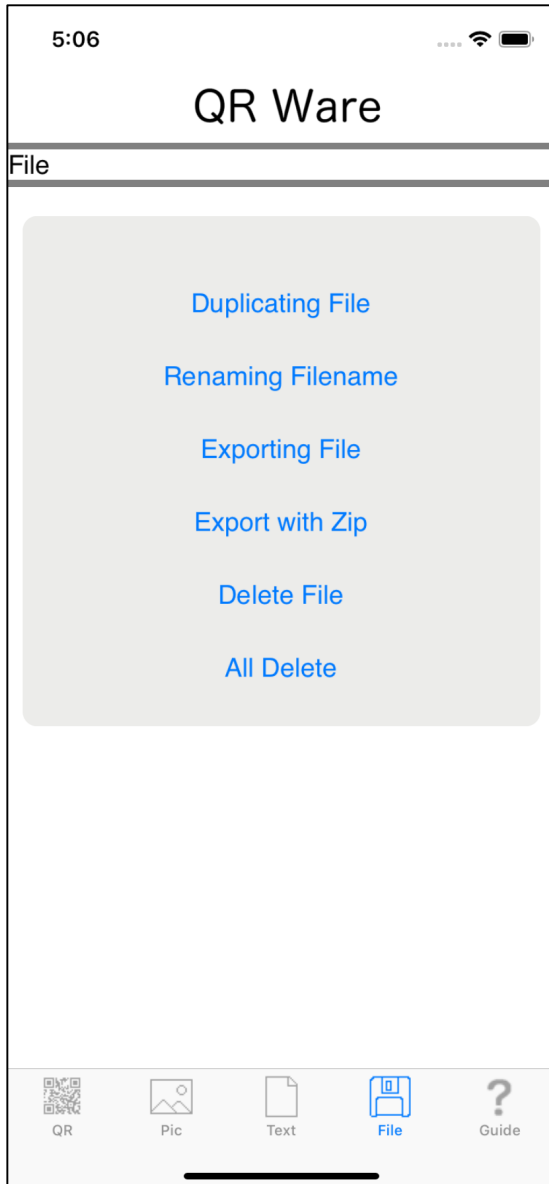 5:06
QR Ware
File
Duplicating File
Renaming Filename
Exporting File
Export with Zip
Delete File
All Delete
QR Pic Text File Guide